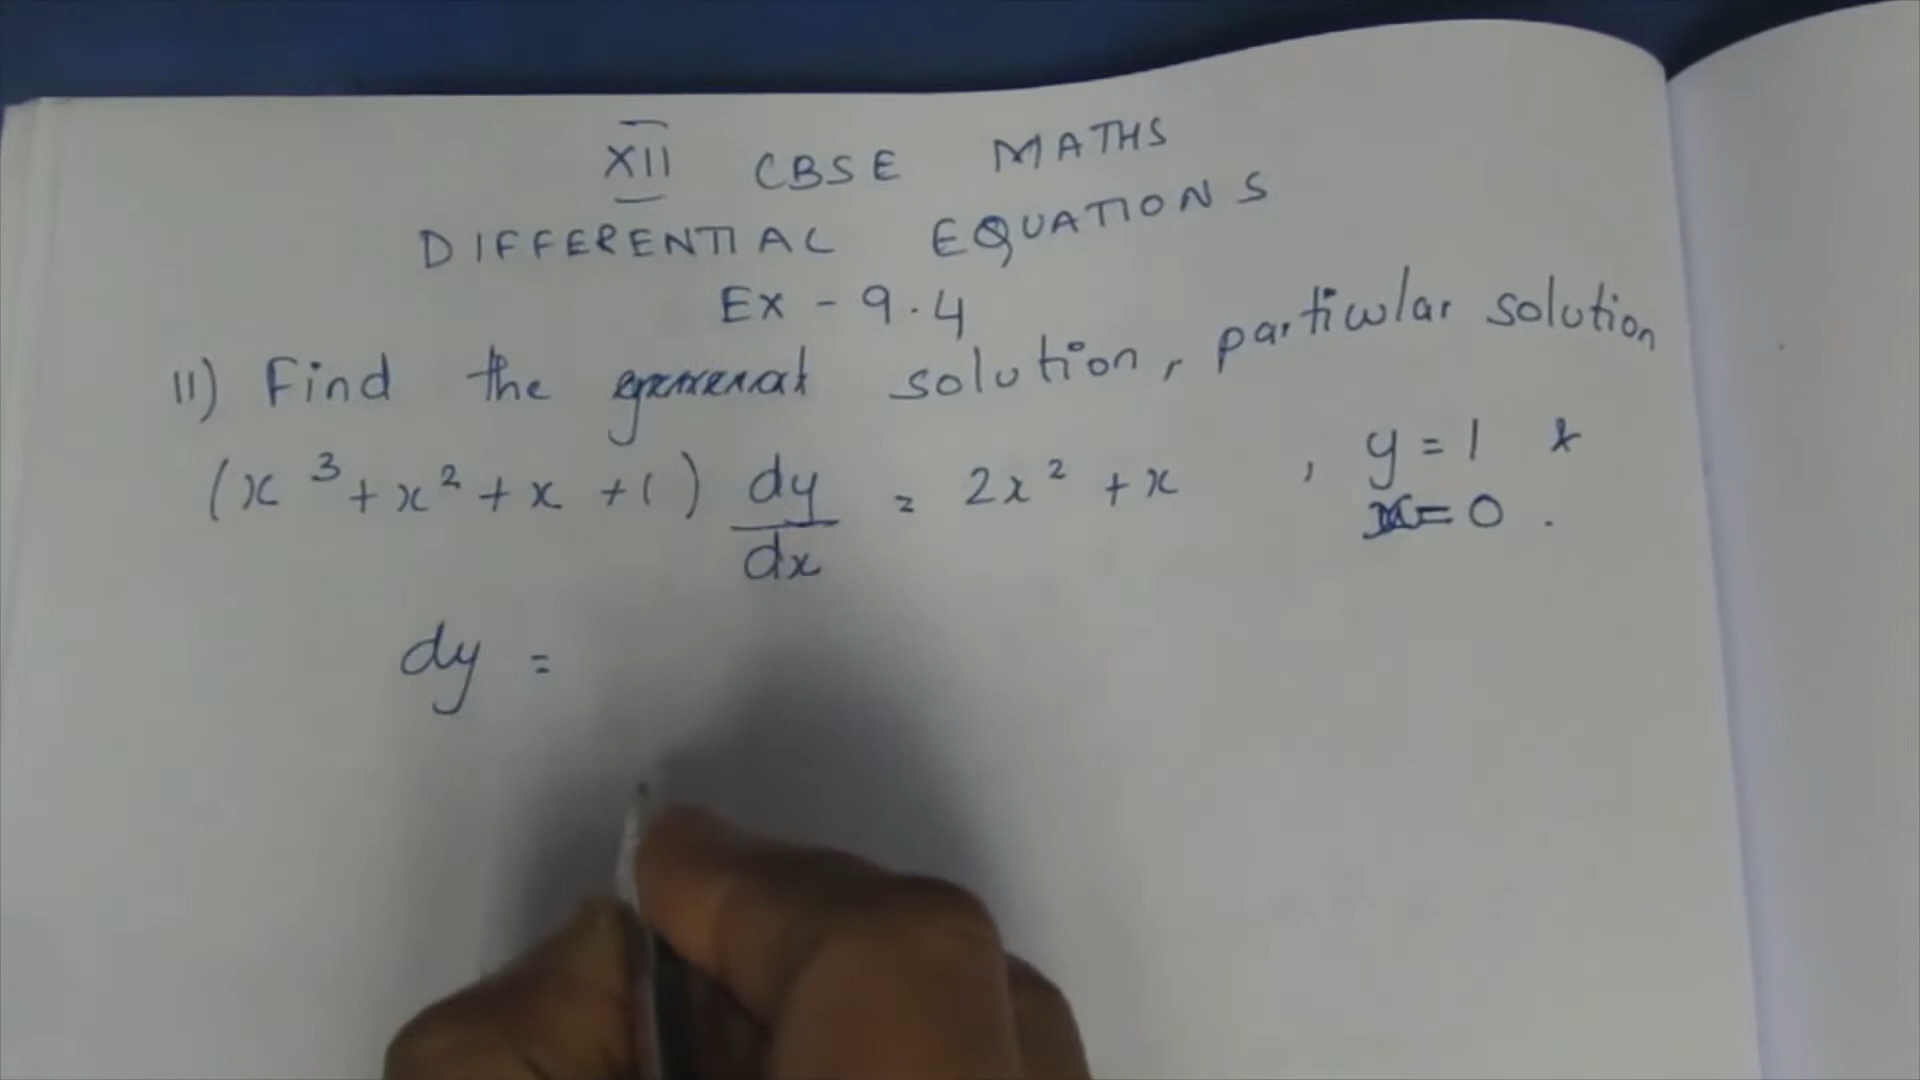 XII CBSE MATHS
DIFFERENTIAL EQUATIONS
Ex - 9.4
11) Find the general solution, particular solution
(x³ + x² + x + 1) dy/dx = 2x² + x , y = 1 &
x = 0 .
dy =